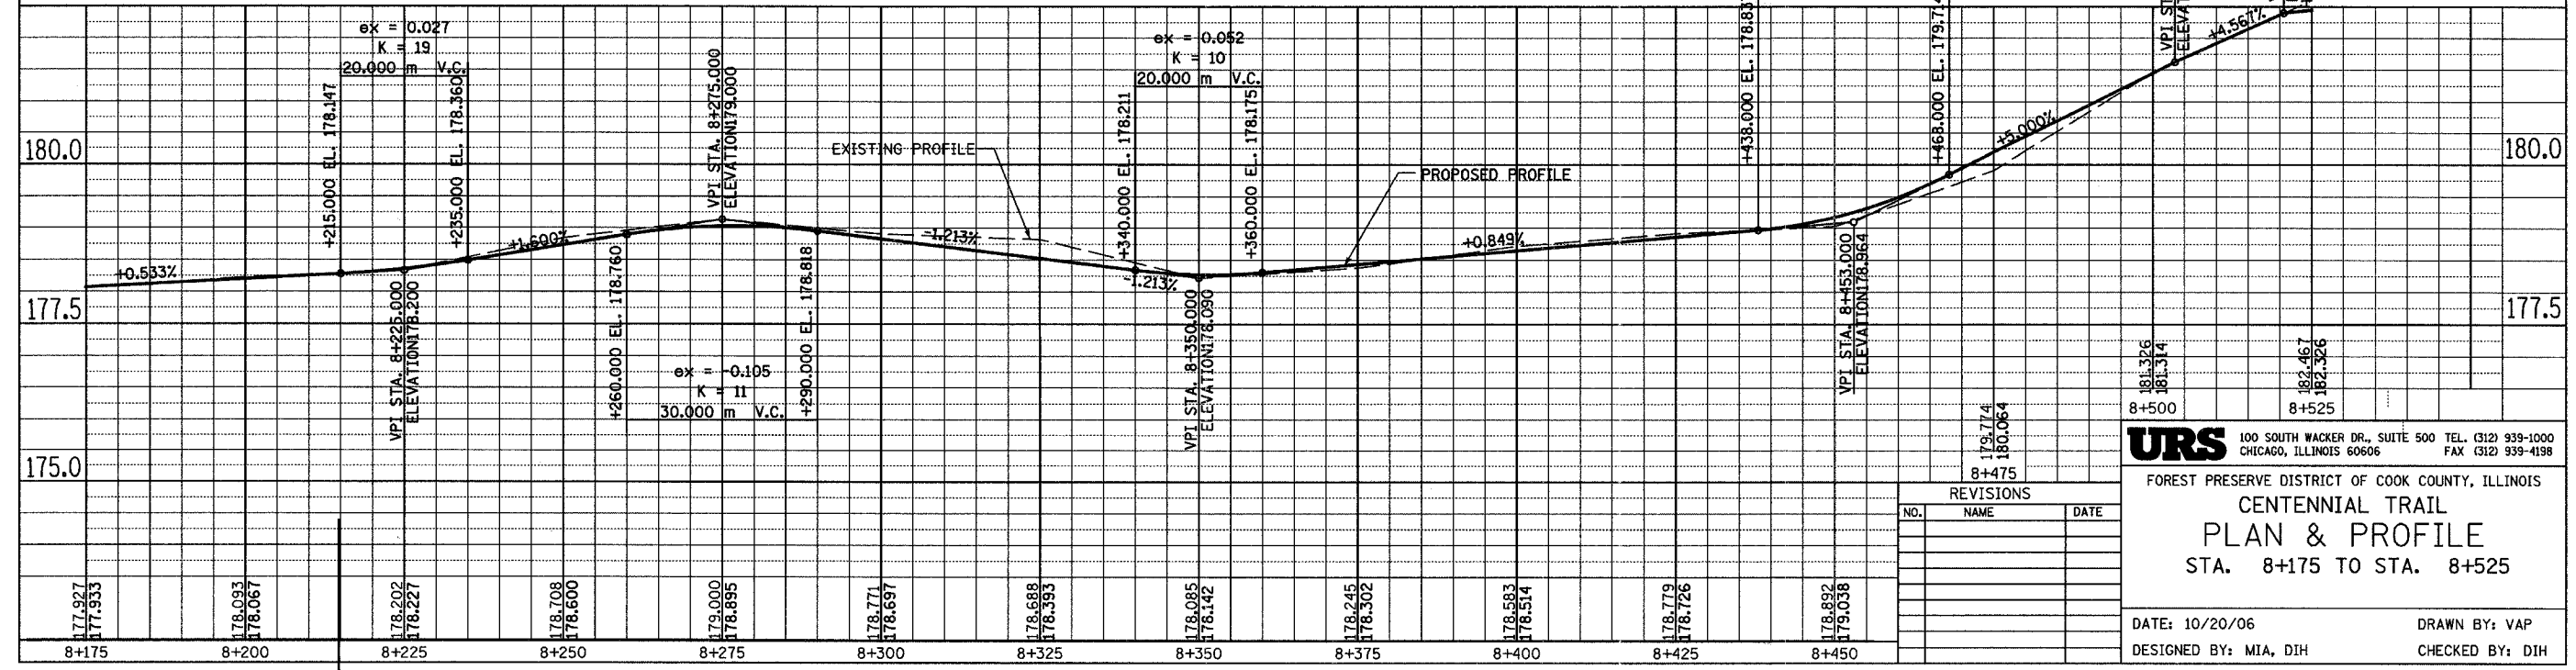 ex = 0.027
K = 19
20.000 m V.C.
+215.000 EL. 178.147
+235.000 EL. 178.360
VPI STA. 8+225.000
ELEVATION178.200
+0.533%
+1.600%
VPI STA. 8+275.000
ELEVATION179.000
+260.000 EL. 178.760
+290.000 EL. 178.818
ex = -0.105
K = 11
30.000 m V.C.
EXISTING PROFILE
-1.213%
ex = 0.052
K = 10
20.000 m V.C.
+340.000 EL. 178.211
+360.000 EL. 178.175
-1.213%
VPI STA. 8+350.000
ELEVATION178.090
PROPOSED PROFILE
+0.849%
+438.000 EL. 178.837
+468.000 EL. 179.714
VPI STA. 8+453.000
ELEVATION178.964
+5.000%
+4.567%
VPI ST
ELEVAT
180.0
180.0
177.5
177.5
175.0
177.927
177.933
8+175
178.093
178.067
8+200
178.202
178.227
8+225
178.708
178.600
8+250
179.000
178.895
8+275
178.771
178.697
8+300
178.688
178.393
8+325
178.085
178.142
8+350
178.245
178.302
8+375
178.583
178.514
8+400
178.779
178.726
8+425
178.892
179.038
8+450
179.774
180.064
8+475
181.326
181.314
8+500
182.467
182.326
8+525
REVISIONS
NO. NAME DATE
URS
100 SOUTH WACKER DR., SUITE 500 TEL. (312) 939-1000
CHICAGO, ILLINOIS 60606 FAX (312) 939-4198
FOREST PRESERVE DISTRICT OF COOK COUNTY, ILLINOIS
CENTENNIAL TRAIL
PLAN & PROFILE
STA. 8+175 TO STA. 8+525
DATE: 10/20/06 DRAWN BY: VAP
DESIGNED BY: MIA, DIH CHECKED BY: DIH